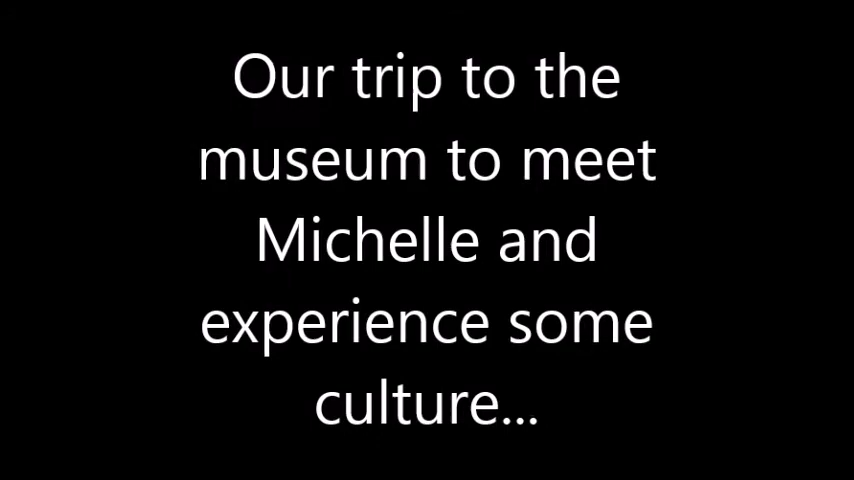 Our trip to the
museum to meet
Michelle and
experience some
culture...